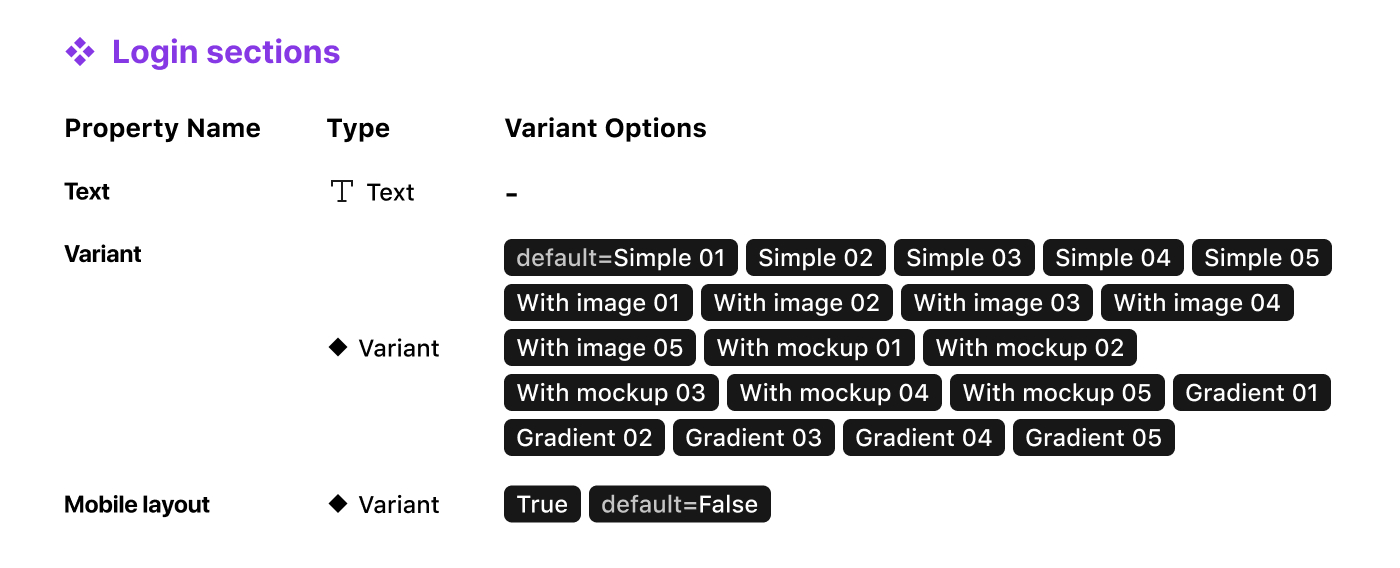 Login sections
Property Name Type Variant Options
Text Text -
Variant
default=Simple 01 Simple 02 Simple 03 Simple 04 Simple 05
With image 01 With image 02 With image 03 With image 04
Variant With image 05 With mockup 01 With mockup 02
With mockup 03 With mockup 04 With mockup 05 Gradient 01
Gradient 02 Gradient 03 Gradient 04 Gradient 05
Mobile layout Variant True default=False